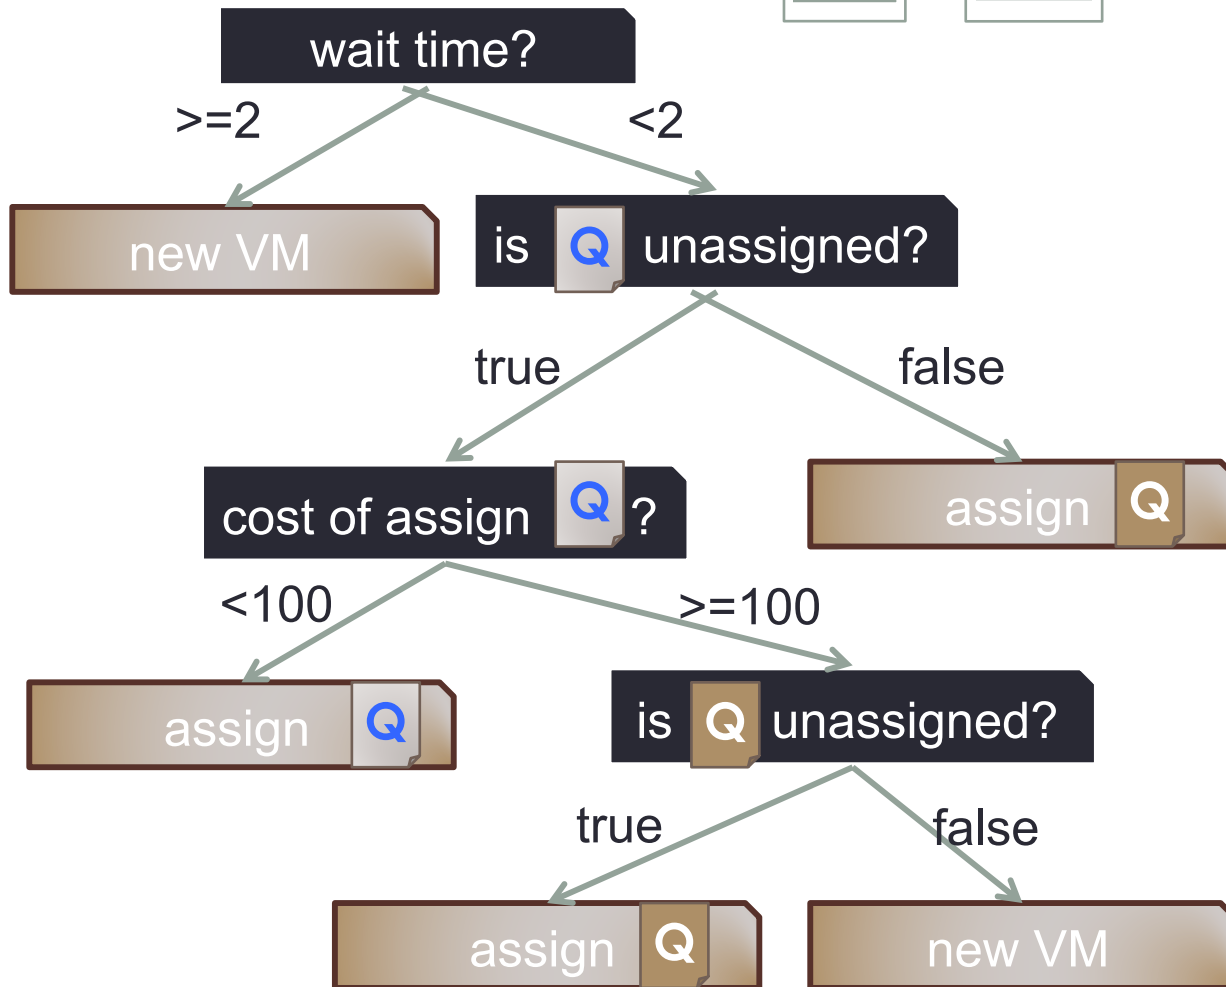 wait time?
>=2
<2
new VM
is Q unassigned?
true
false
cost of assign Q ?
assign Q
<100
>=100
assign Q
is Q unassigned?
true
false
assign Q
new VM